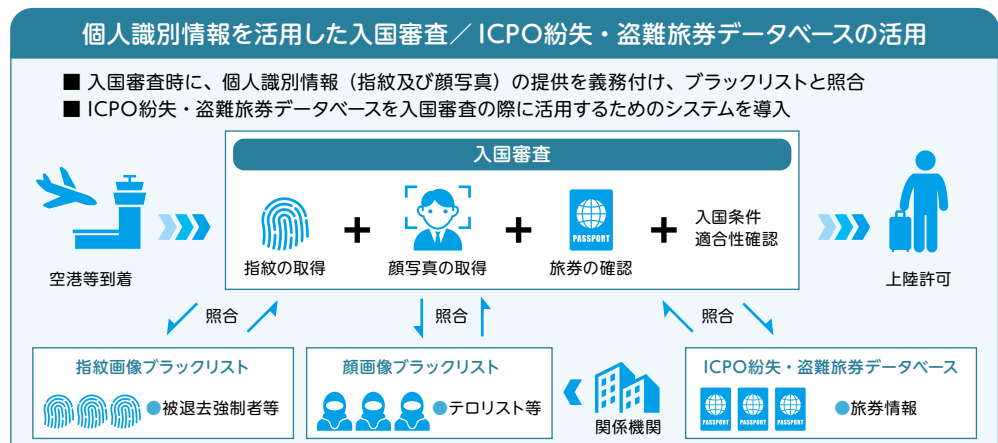 個人識別情報を活用した入国審査／ICPO紛失・盗難旅券データベースの活用
■ 入国審査時に、個人識別情報（指紋及び顔写真）の提供を義務付け、ブラックリストと照合
■ ICPO紛失・盗難旅券データベースを入国審査の際に活用するためのシステムを導入
入国審査
空港等到着
指紋の取得
+
顔写真の取得
+
PASSPORT
旅券の確認
+
入国条件
適合性確認
上陸許可
照合
照合
照合
指紋画像ブラックリスト
●被退去強制者等
顔画像ブラックリスト
●テロリスト等
関係機関
ICPO紛失・盗難旅券データベース
PASSPORT PASSPORT PASSPORT
●旅券情報